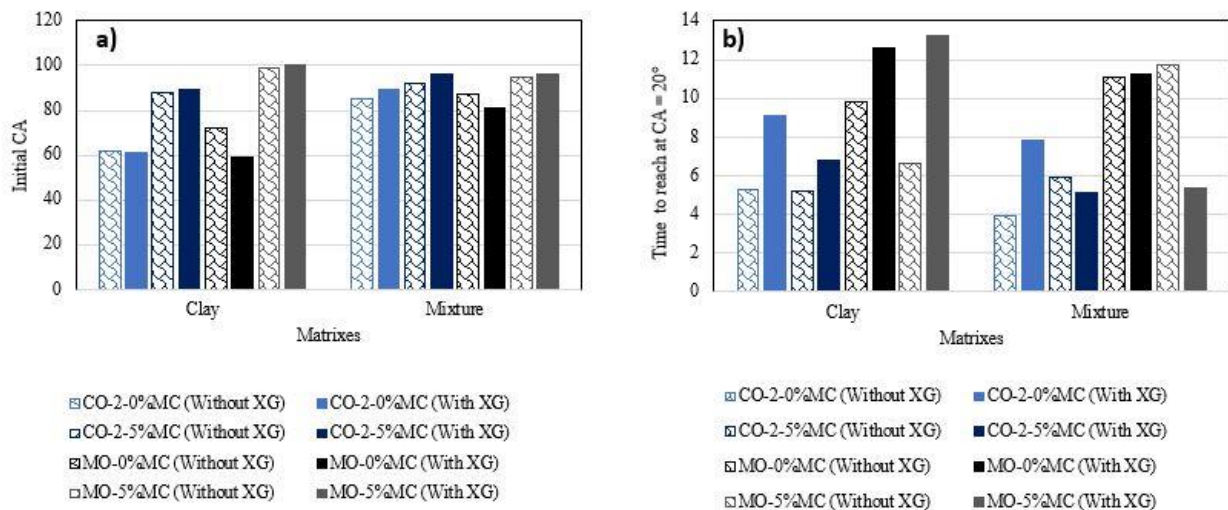 a)
120
100
80
60
40
20
0
Initial CA
Clay
Mixture
Matrixes
CO-2-0%MC (Without XG)
CO-2-0%MC (With XG)
CO-2-5%MC (Without XG)
CO-2-5%MC (With XG)
MO-0%MC (Without XG)
MO-0%MC (With XG)
MO-5%MC (Without XG)
MO-5%MC (With XG)
b)
14
12
10
8
6
4
2
0
Time to reach at CA = 20°
Clay
Mixture
Matrixes
CO-2-0%MC (Without XG)
CO-2-0%MC (With XG)
CO-2-5%MC (Without XG)
CO-2-5%MC (With XG)
MO-0%MC (Without XG)
MO-0%MC (With XG)
MO-5%MC (Without XG)
MO-5%MC (With XG)